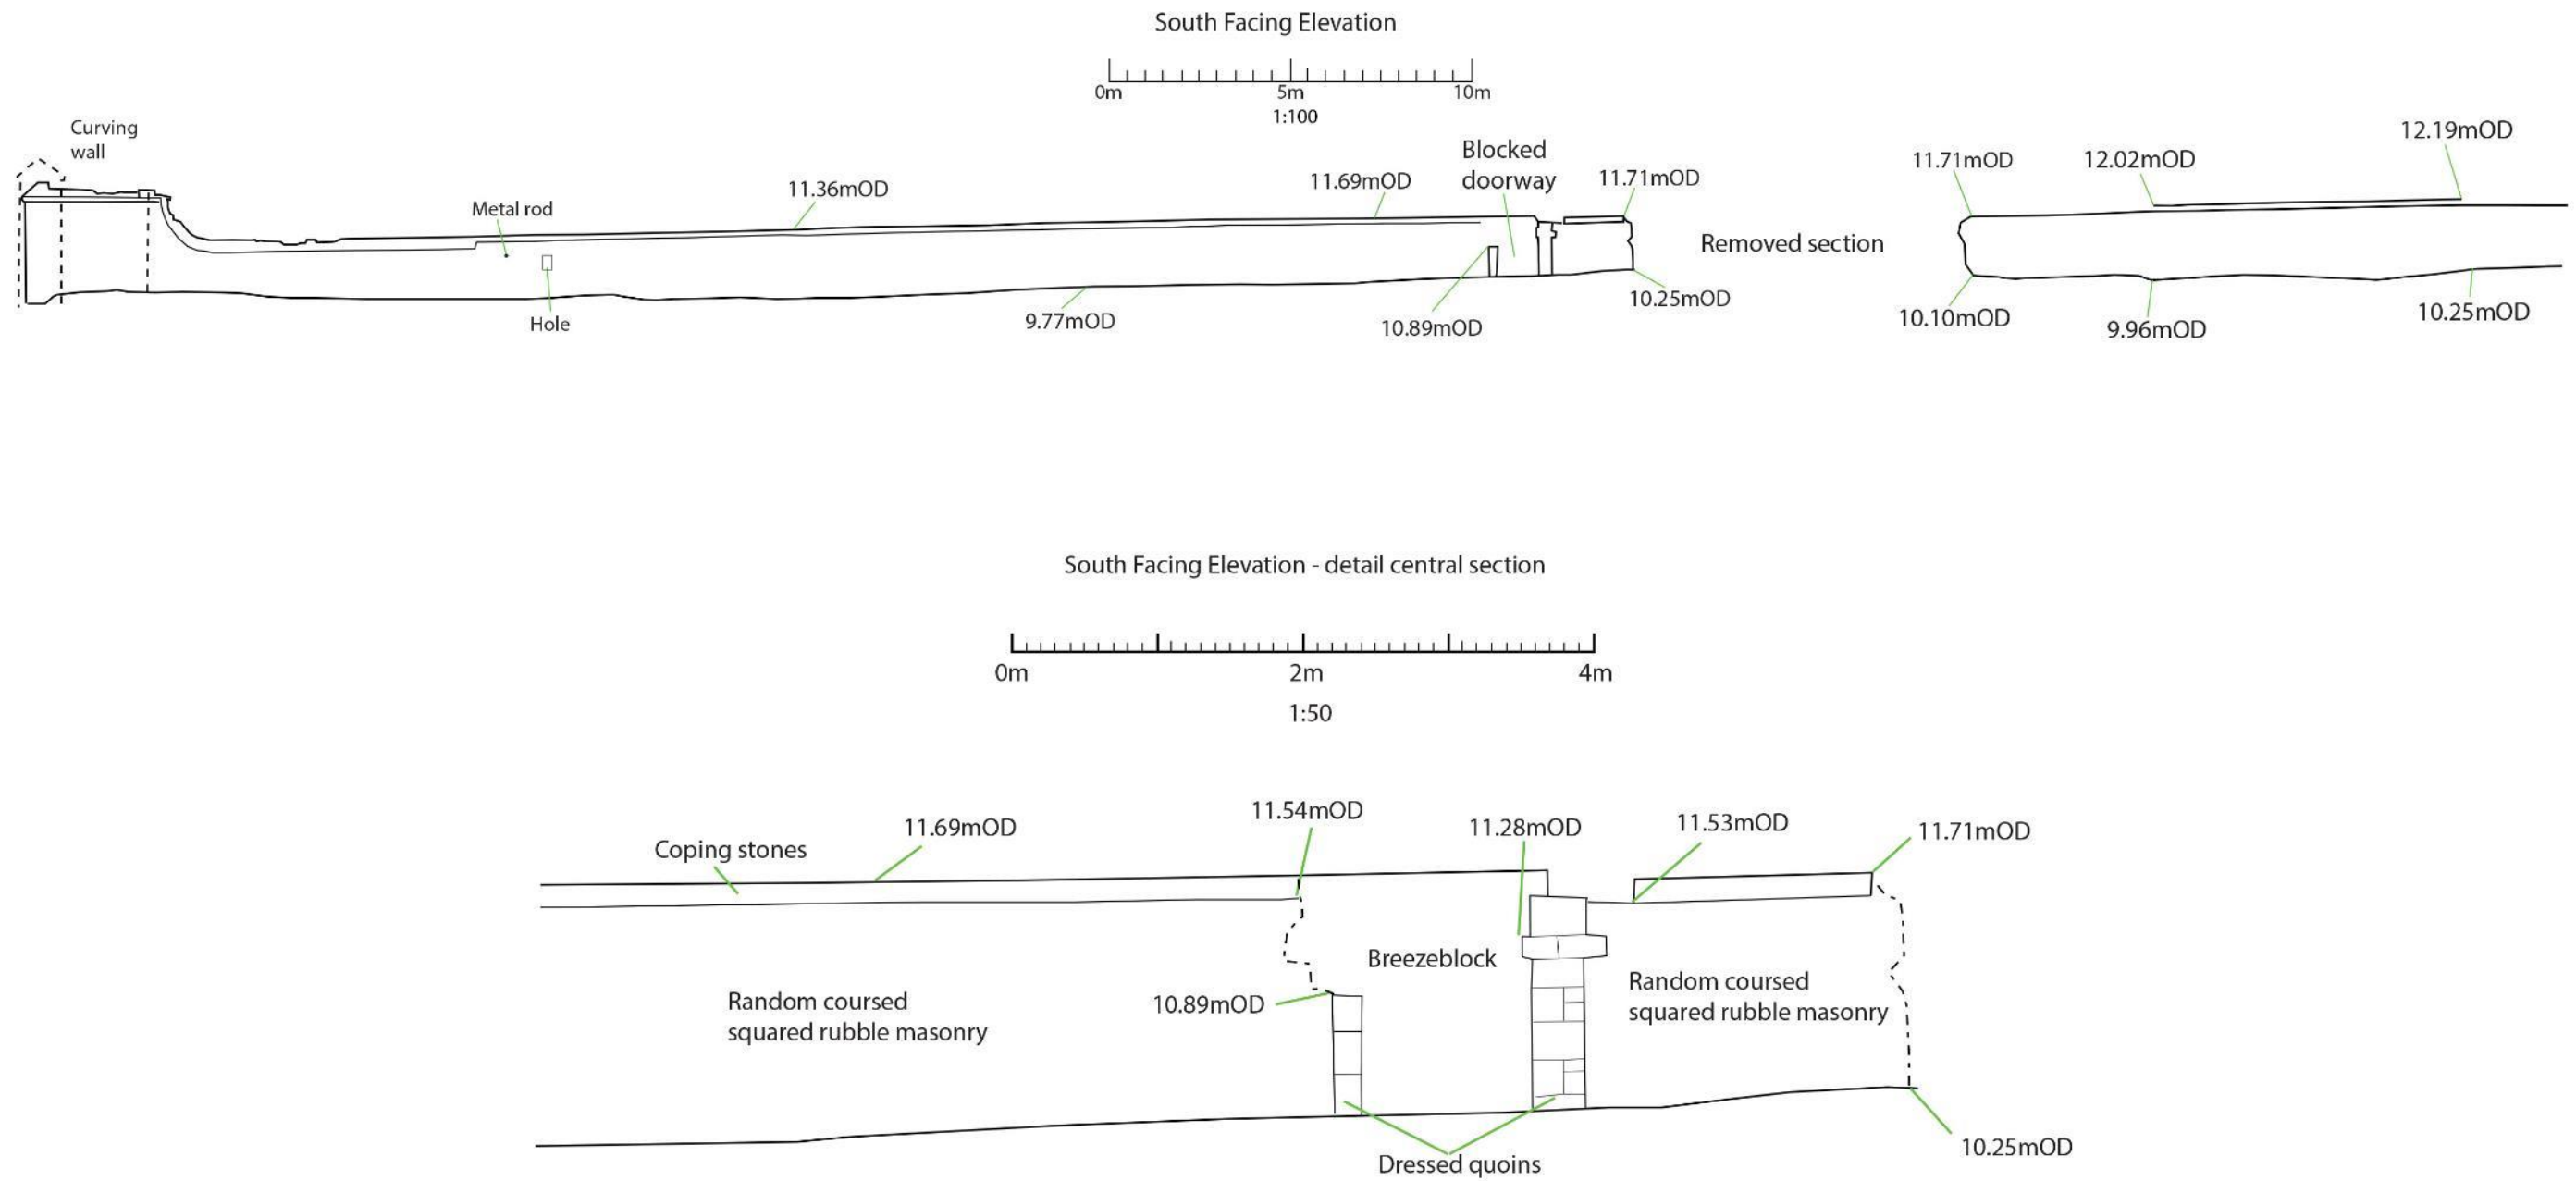 South Facing Elevation
0m 5m 10m
1:100
Curving
wall
Metal rod
Hole
11.36mOD
9.77mOD
11.69mOD
10.89mOD
Blocked
doorway
11.71mOD
10.25mOD
Removed section
11.71mOD
10.10mOD
12.02mOD
9.96mOD
12.19mOD
10.25mOD
South Facing Elevation - detail central section
0m 2m 4m
1:50
Coping stones
11.69mOD
11.54mOD
11.28mOD
11.53mOD
11.71mOD
Random coursed
squared rubble masonry
10.89mOD
Breezeblock
Random coursed
squared rubble masonry
Dressed quoins
10.25mOD